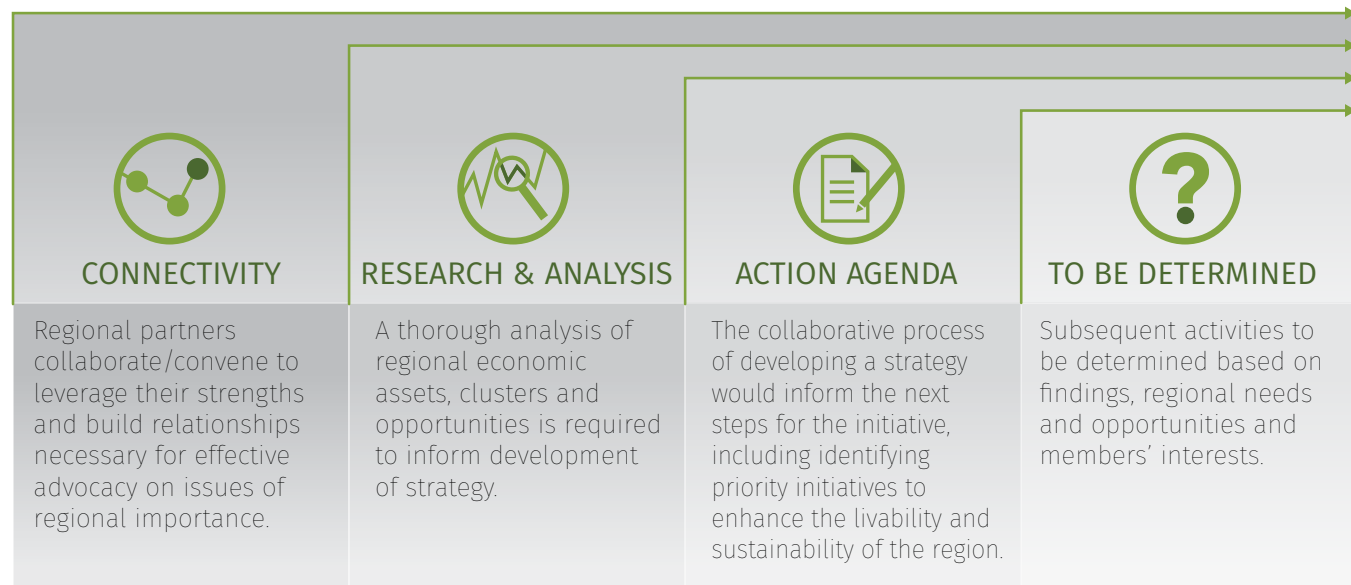 CONNECTIVITY
Regional partners
collaborate/convene to
leverage their strengths
and build relationships
necessary for effective
advocacy on issues of
regional importance.
RESEARCH & ANALYSIS
A thorough analysis of
regional economic
assets, clusters and
opportunities is required
to inform development
of strategy.
ACTION AGENDA
The collaborative process
of developing a strategy
would inform the next
steps for the initiative,
including identifying
priority initiatives to
enhance the livability and
sustainability of the region.
?
TO BE DETERMINED
Subsequent activities to
be determined based on
findings, regional needs
and opportunities and
members’ interests.